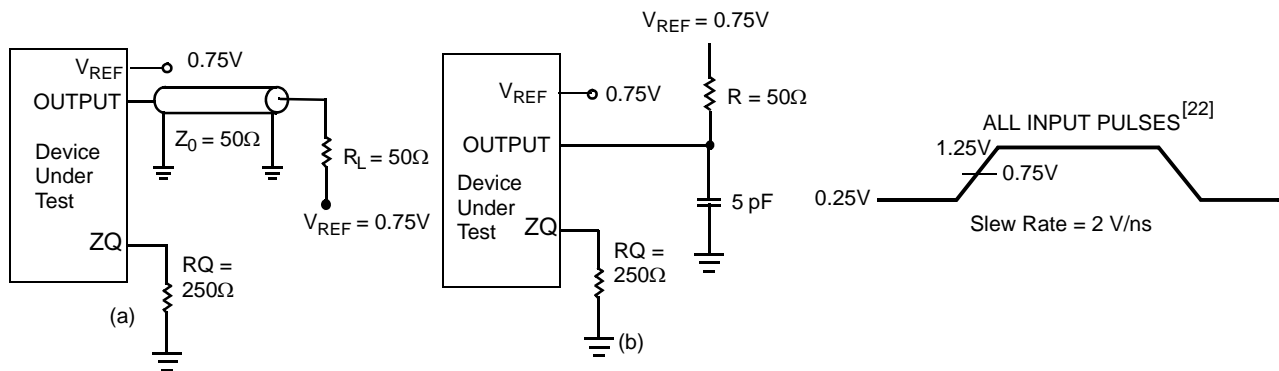 V_REF 0.75V
OUTPUT
Z_0 = 50Ω
Device
Under
Test
R_L = 50Ω
V_REF = 0.75V
ZQ
RQ =
250Ω
(a)
V_REF = 0.75V
R = 50Ω
V_REF 0.75V
OUTPUT
Device
Under
Test
5 pF
ZQ
RQ =
250Ω
(b)
ALL INPUT PULSES[22]
1.25V
0.75V
0.25V
Slew Rate = 2 V/ns